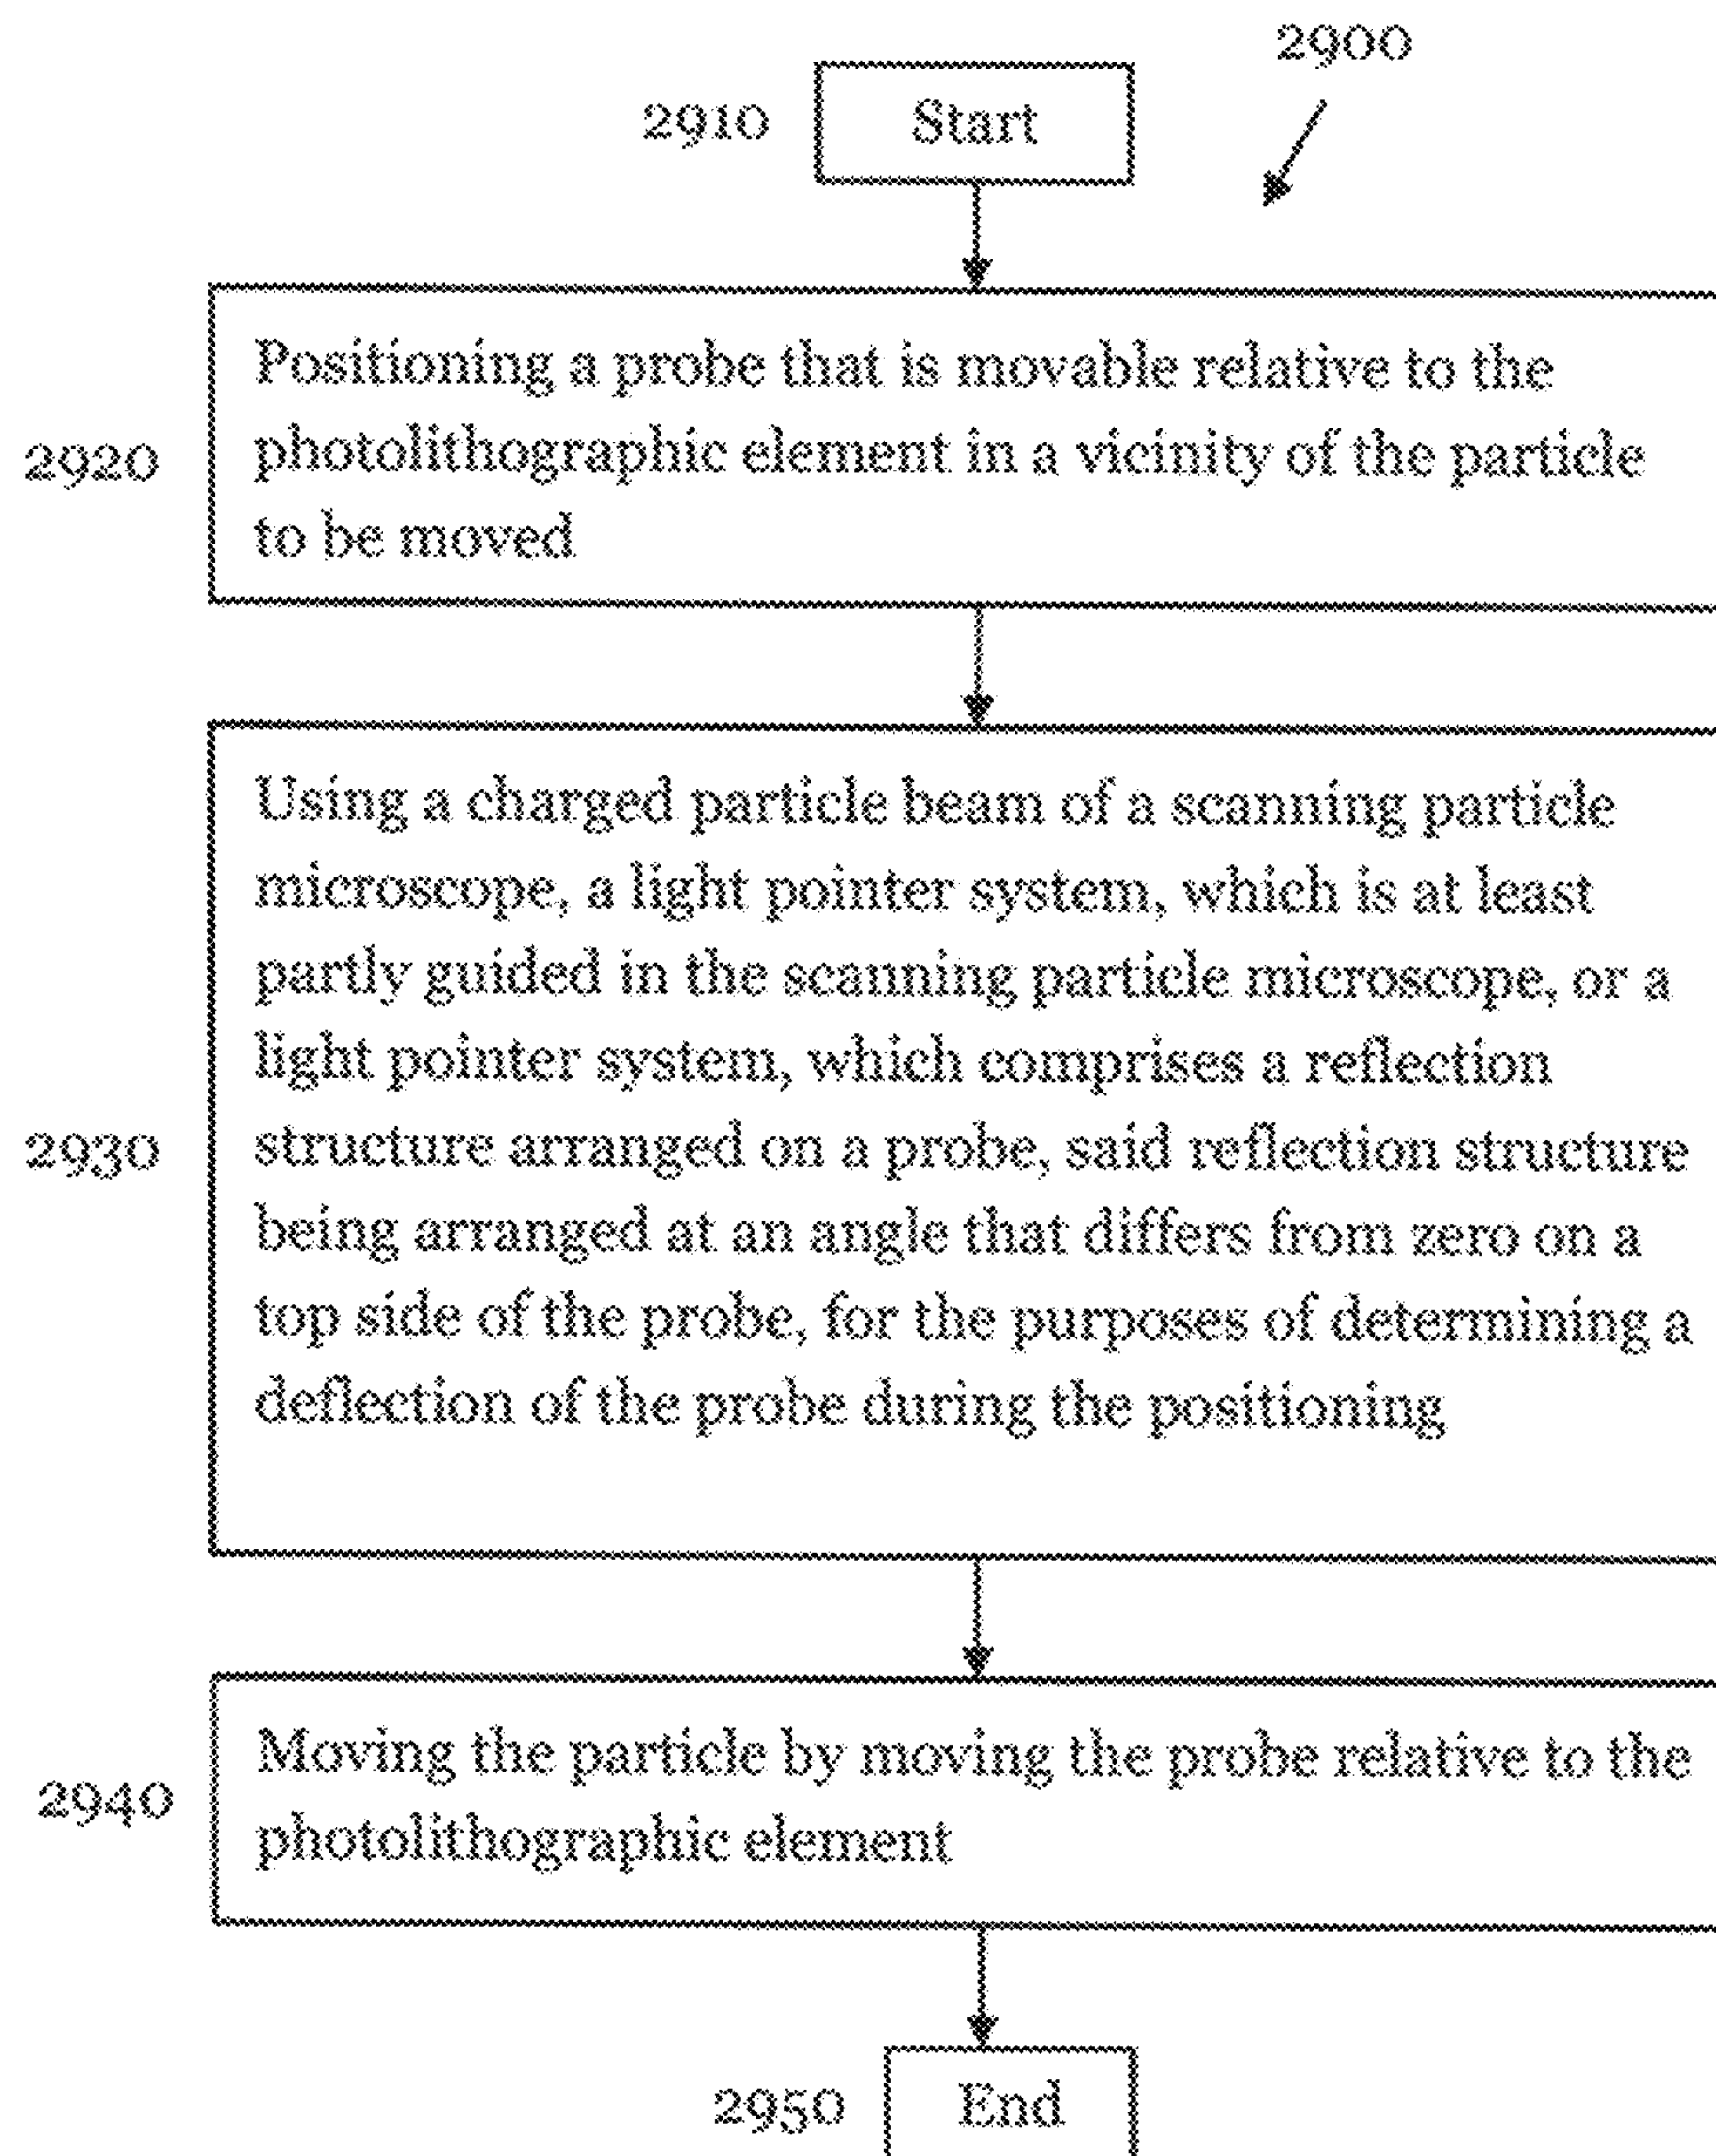 2900
2910 Start
Positioning a probe that is movable relative to the
photolithographic element in a vicinity of the particle
2920
to be moved
Using a charged particle beam of a scanning particle
microscope, a light pointer system, which is at least
partly guided in the scanning particle microscope, or a
light pointer system, which comprises a reflection
2930
structure arranged on a probe, said reflection structure
being arranged at an angle that differs from zero on a
top side of the probe, for the purposes of determining a
deflection of the probe during the positioning
Moving the particle by moving the probe relative to the
2940
photolithographic element
2950 End